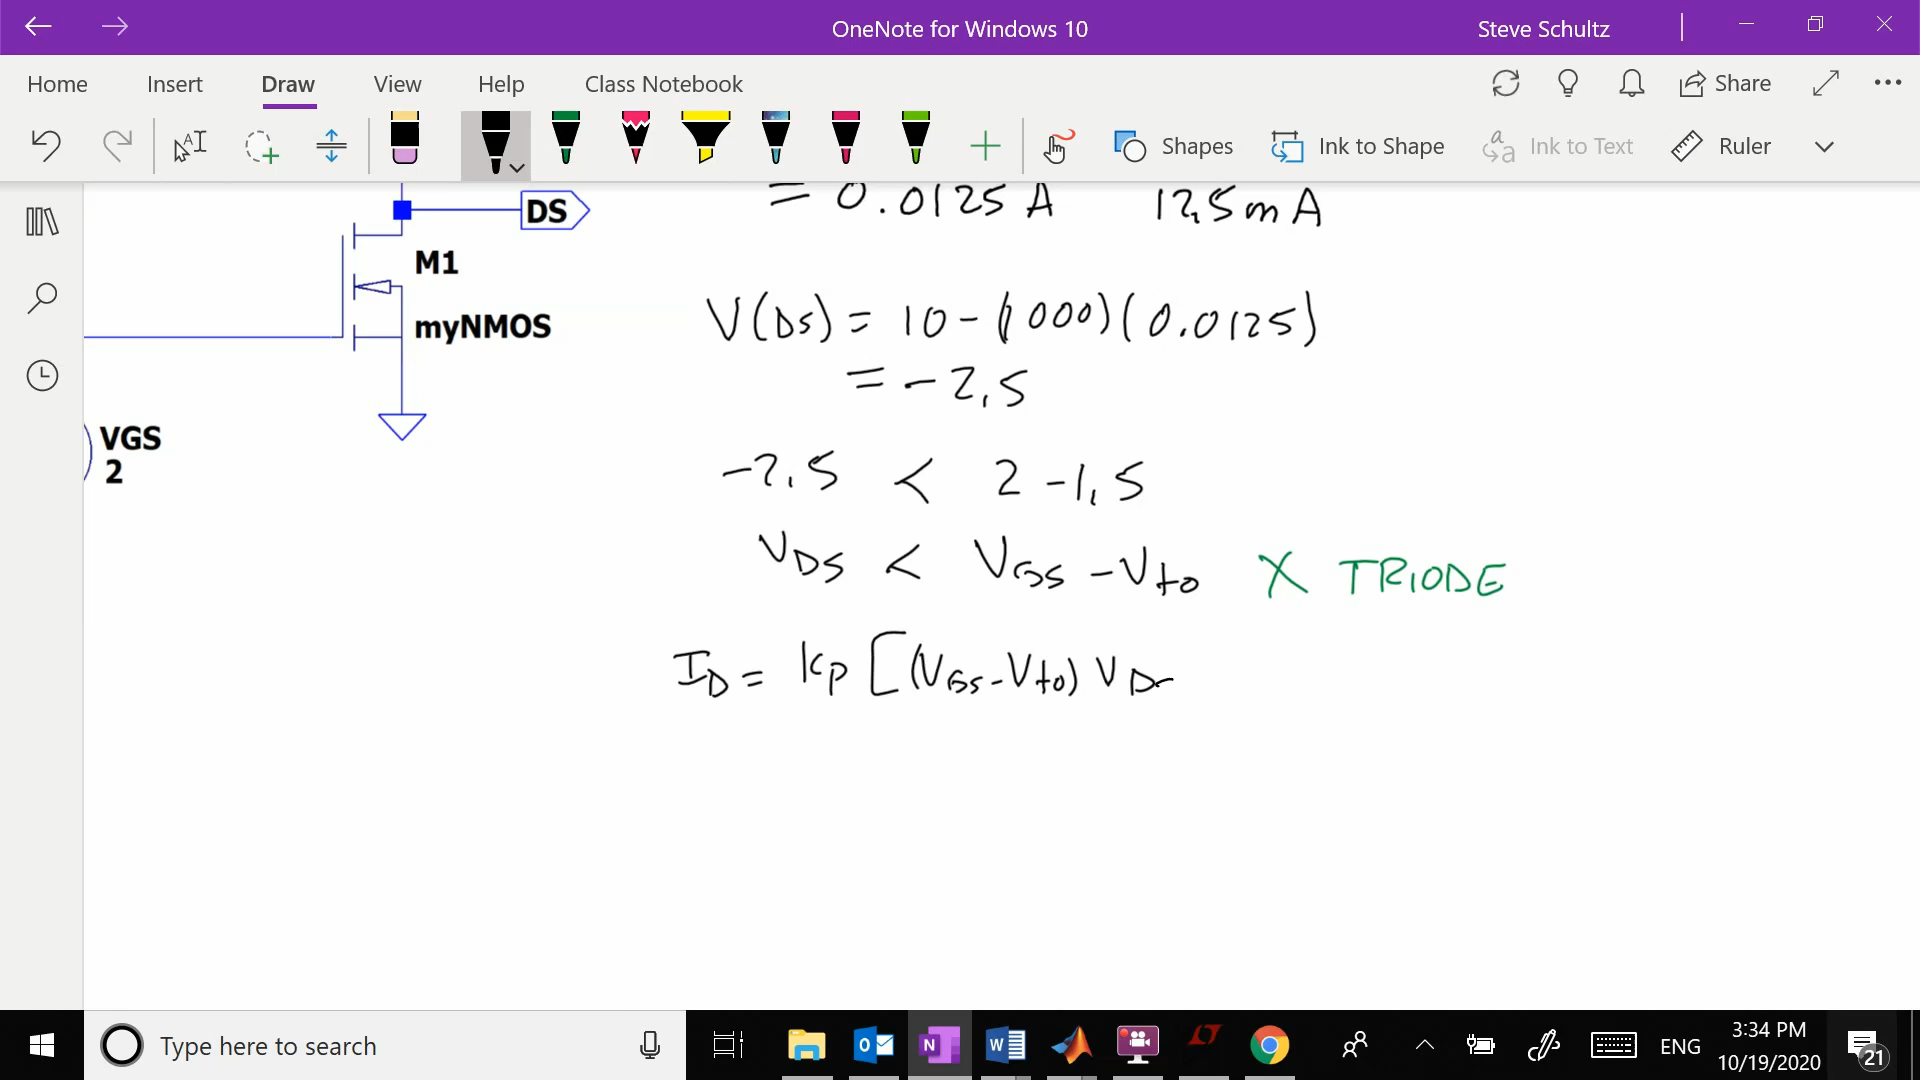 OneNote for Windows 10
Steve Schultz
Home Insert Draw View Help Class Notebook
Share
Shapes Ink to Shape Ink to Text Ruler
= 0.0125 A 12.5 mA
DS
M1
myNMOS
V(DS) = 10 - (1000)(0.0125)
= -2.5
VGS
2
-2.5 < 2 - 1.5
VDS < VGS - Vto X TRIODE
ID = kp [(VGS - Vto) VD
Type here to search
ENG
3:34 PM
10/19/2020
21